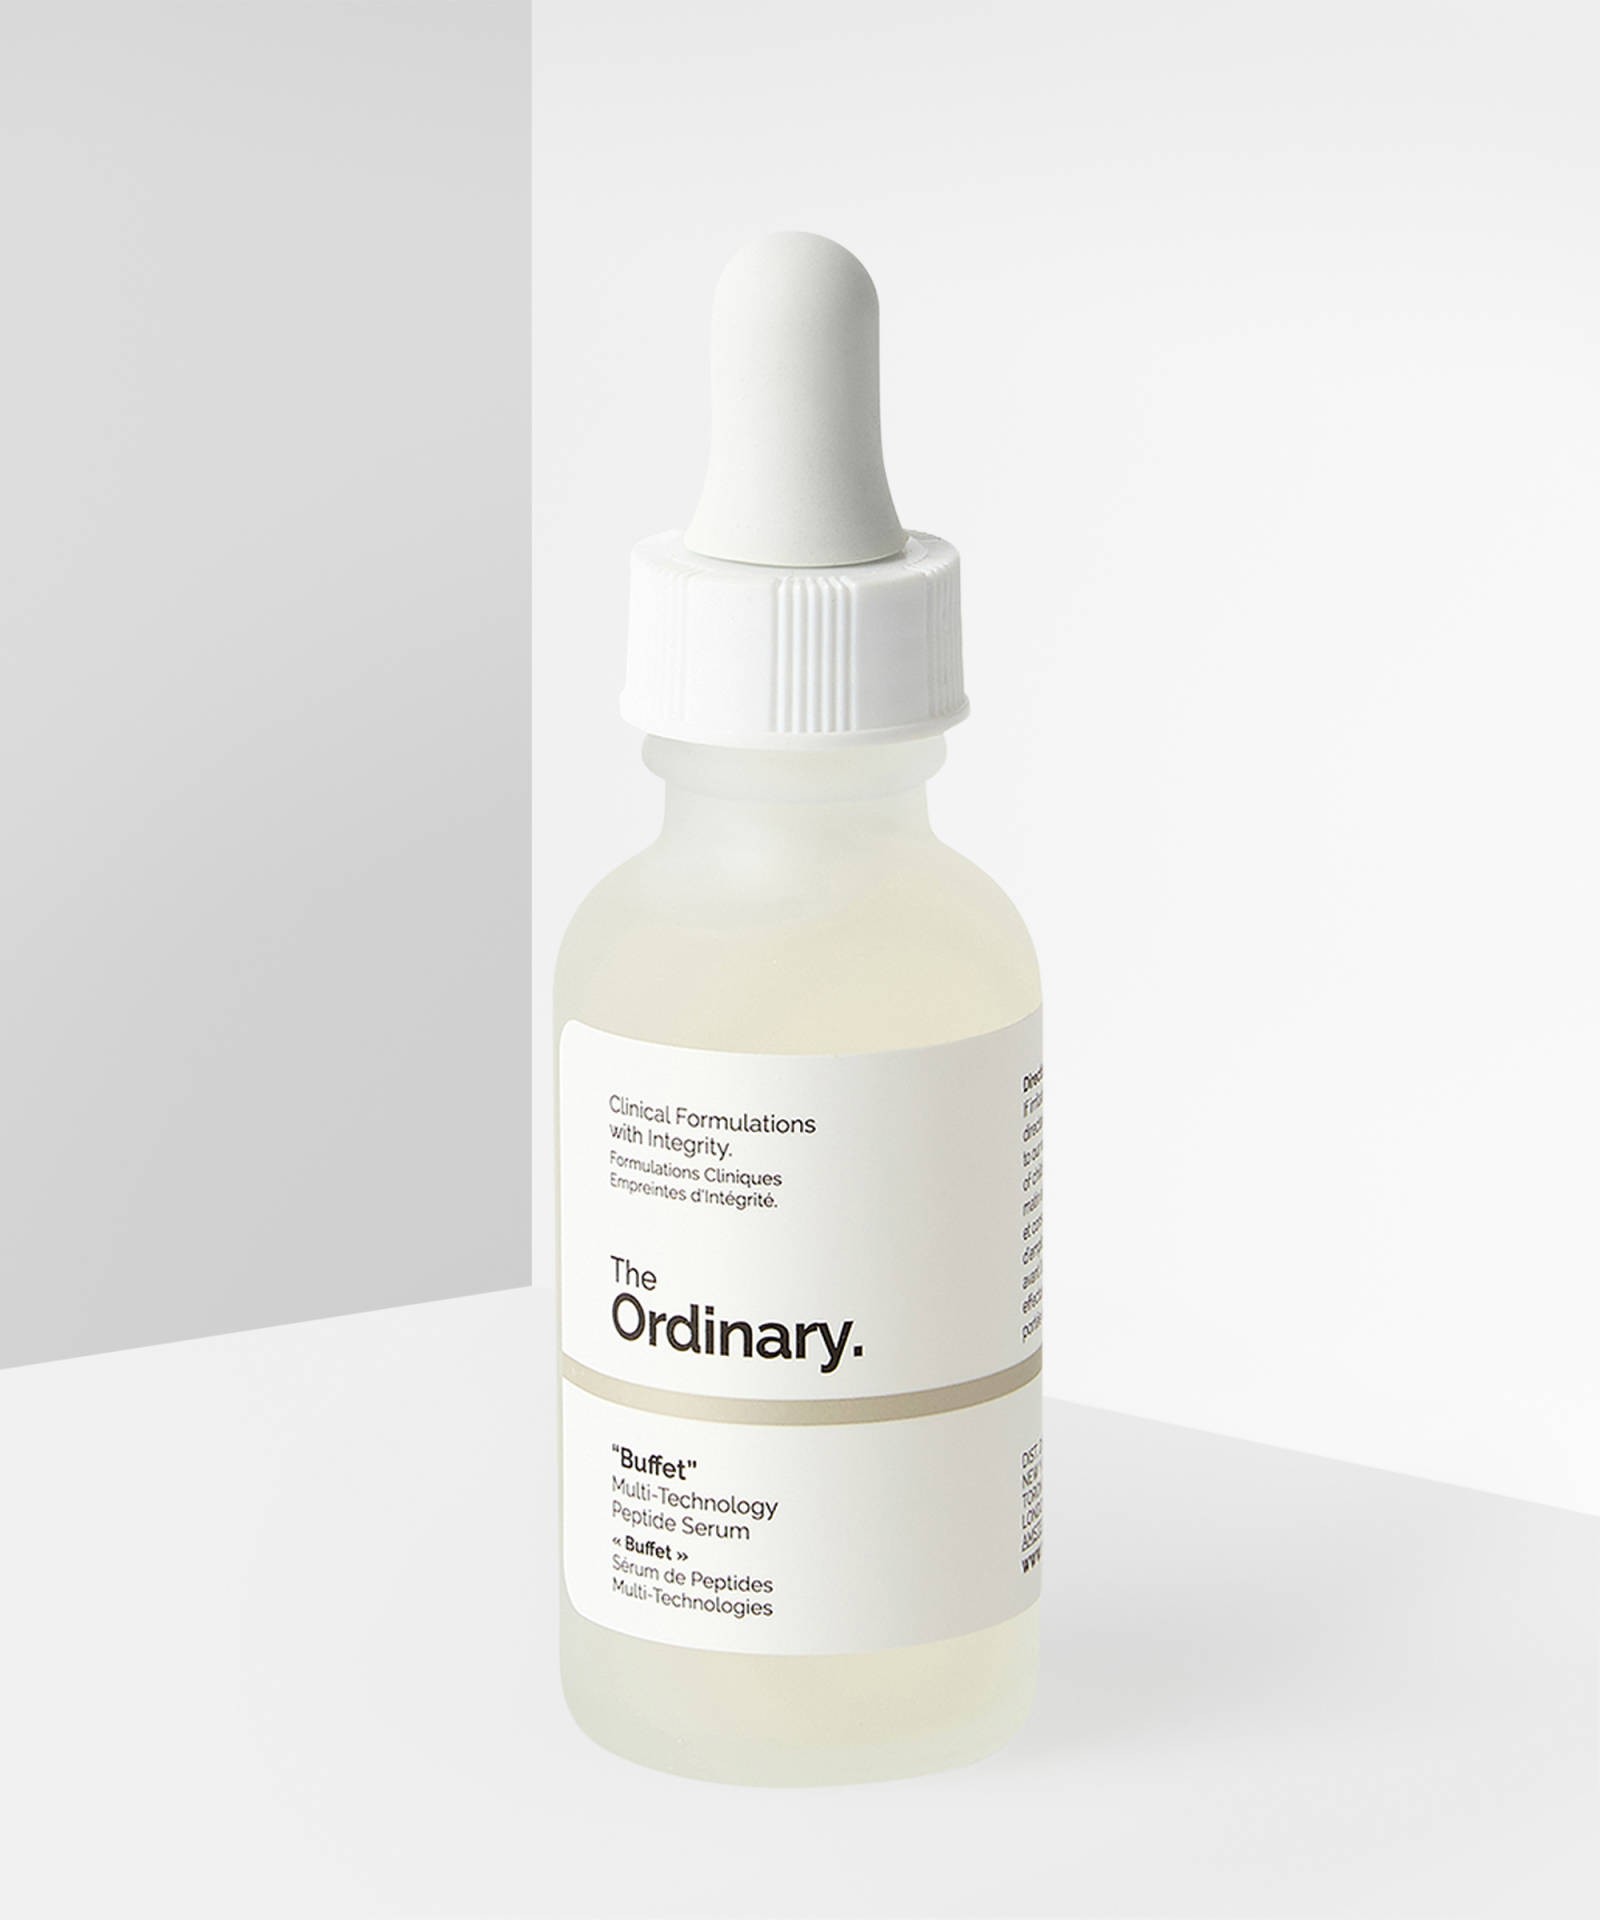 Clinical Formulations
with Integrity.
Formulations Cliniques
Empreintes d'Intégrité.
The
Ordinary.
“Buffet”
Multi-Technology
Peptide Serum
« Buffet »
Sérum de Peptides
Multi-Technologies